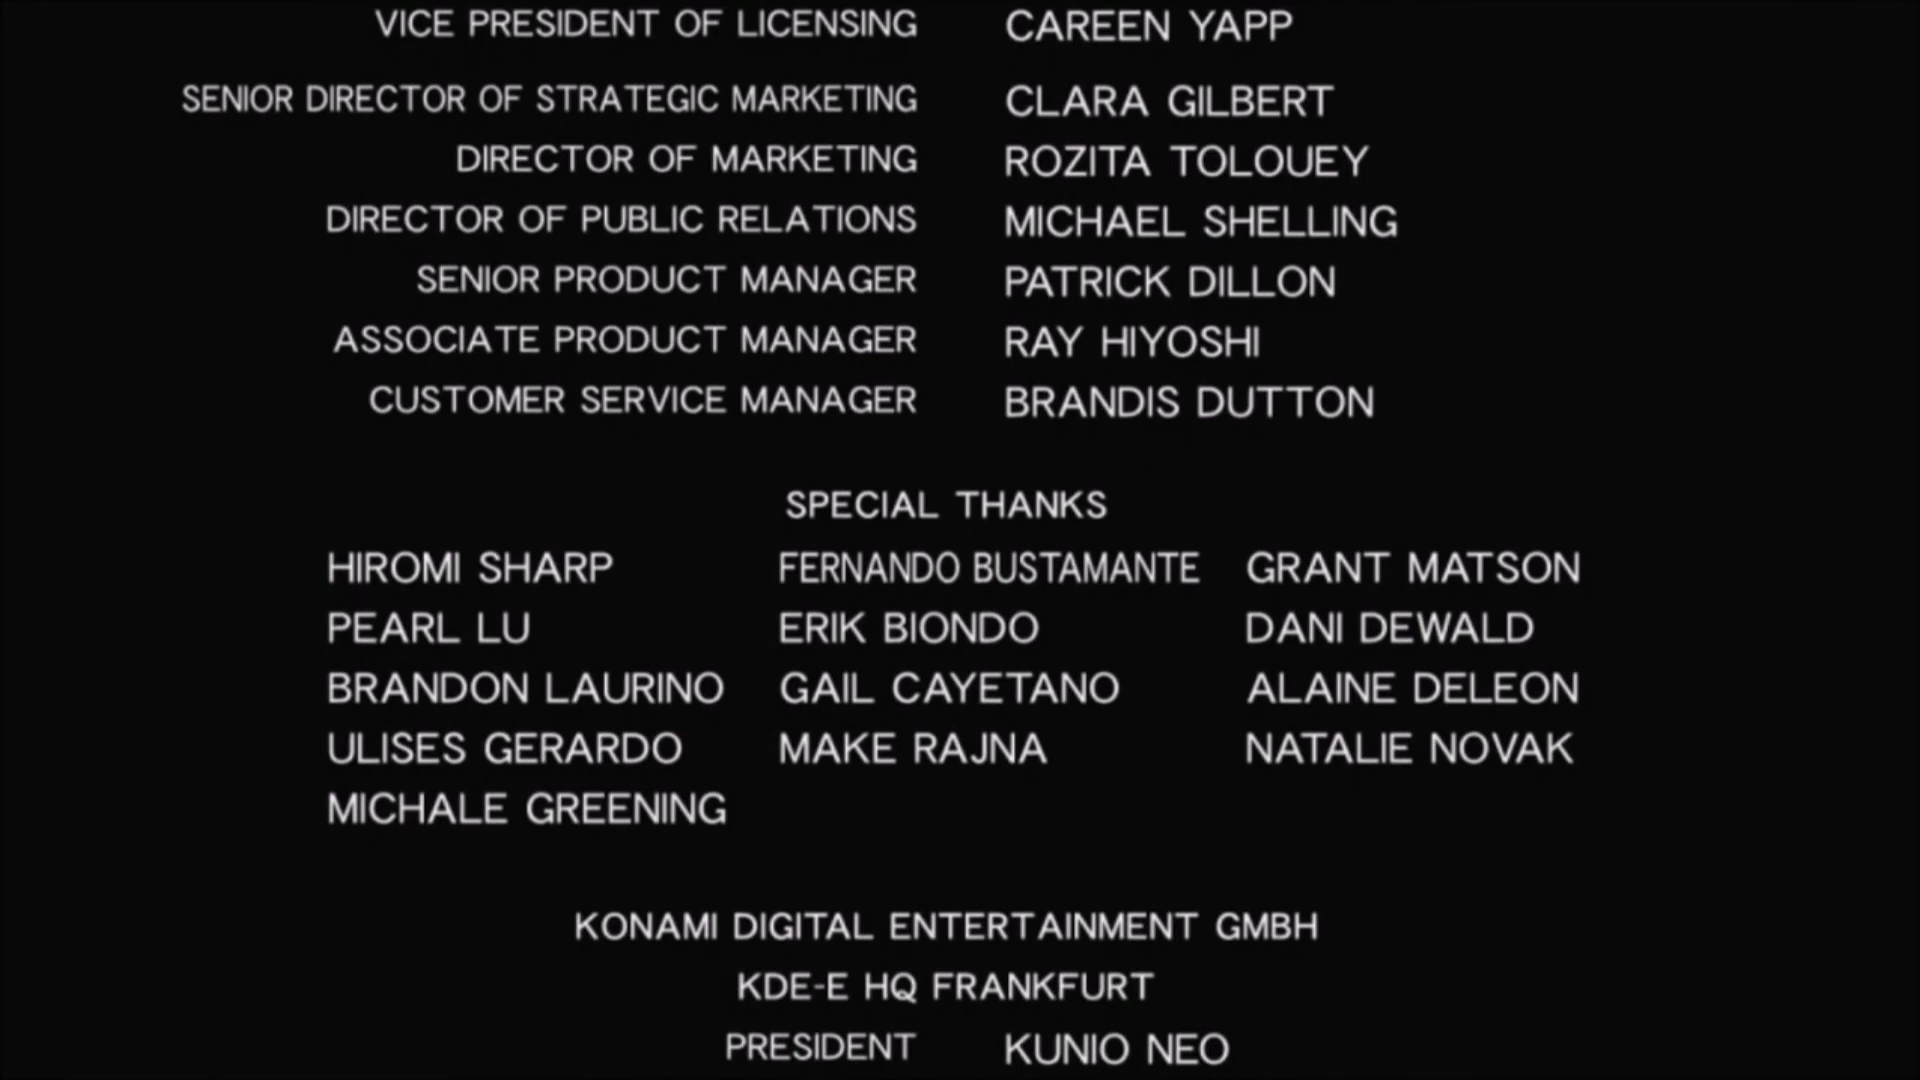 VICE PRESIDENT OF LICENSING CAREEN YAPP
SENIOR DIRECTOR OF STRATEGIC MARKETING CLARA GILBERT
DIRECTOR OF MARKETING ROZITA TOLOUEY
DIRECTOR OF PUBLIC RELATIONS MICHAEL SHELLING
SENIOR PRODUCT MANAGER PATRICK DILLON
ASSOCIATE PRODUCT MANAGER RAY HIYOSHI
CUSTOMER SERVICE MANAGER BRANDIS DUTTON
SPECIAL THANKS
HIROMI SHARP FERNANDO BUSTAMANTE GRANT MATSON
PEARL LU ERIK BIONDO DANI DEWALD
BRANDON LAURINO GAIL CAYETANO ALAINE DELEON
ULISES GERARDO MAKE RAJNA NATALIE NOVAK
MICHALE GREENING
KONAMI DIGITAL ENTERTAINMENT GMBH
KDE-E HQ FRANKFURT
PRESIDENT KUNIO NEO